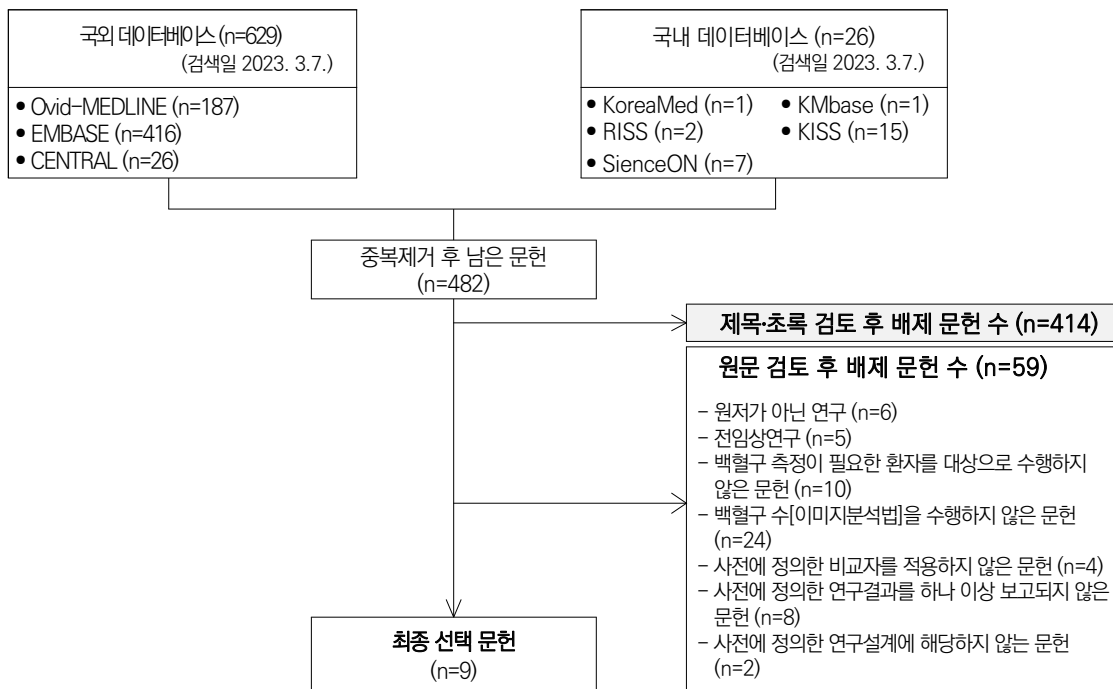 국외 데이터베이스 (n=629)
(검색일 2023. 3.7.)
• Ovid-MEDLINE (n=187)
• EMBASE (n=416)
• CENTRAL (n=26)
국내 데이터베이스 (n=26)
(검색일 2023. 3.7.)
• KoreaMed (n=1) • KMbase (n=1)
• RISS (n=2) • KISS (n=15)
• SienceON (n=7)
중복제거 후 남은 문헌
(n=482)
제목·초록 검토 후 배제 문헌 수 (n=414)
원문 검토 후 배제 문헌 수 (n=59)
- 원저가 아닌 연구 (n=6)
- 전임상연구 (n=5)
- 백혈구 측정이 필요한 환자를 대상으로 수행하지
않은 문헌 (n=10)
- 백혈구 수[이미지분석법]을 수행하지 않은 문헌
(n=24)
- 사전에 정의한 비교자를 적용하지 않은 문헌 (n=4)
- 사전에 정의한 연구결과를 하나 이상 보고되지 않은
문헌 (n=8)
- 사전에 정의한 연구설계에 해당하지 않는 문헌
(n=2)
최종 선택 문헌
(n=9)